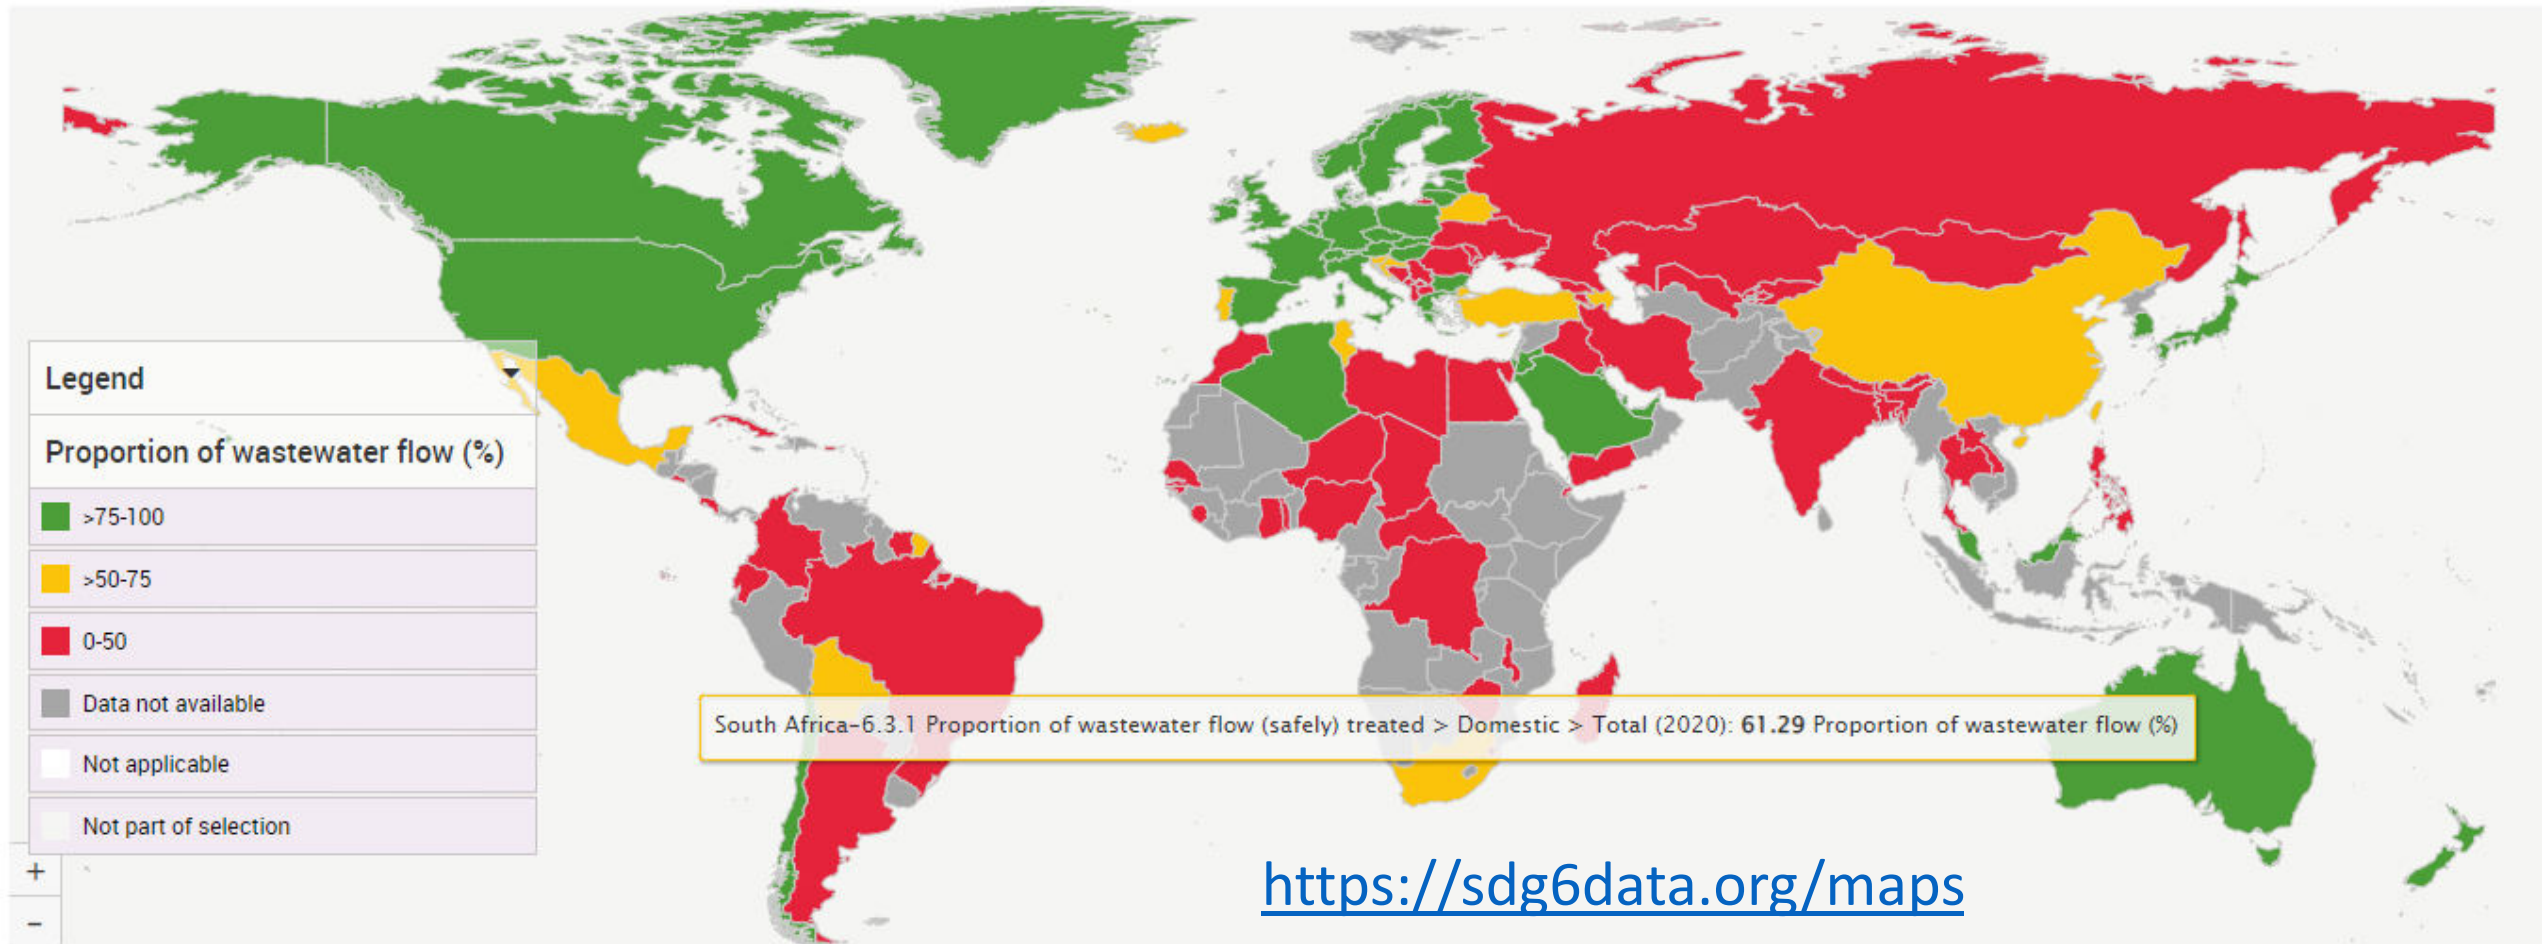 Legend
Proportion of wastewater flow (%)
>75-100
>50-75
0-50
Data not available
Not applicable
Not part of selection
South Africa-6.3.1 Proportion of wastewater flow (safely) treated > Domestic > Total (2020): 61.29 Proportion of wastewater flow (%)
+
−
https://sdg6data.org/maps